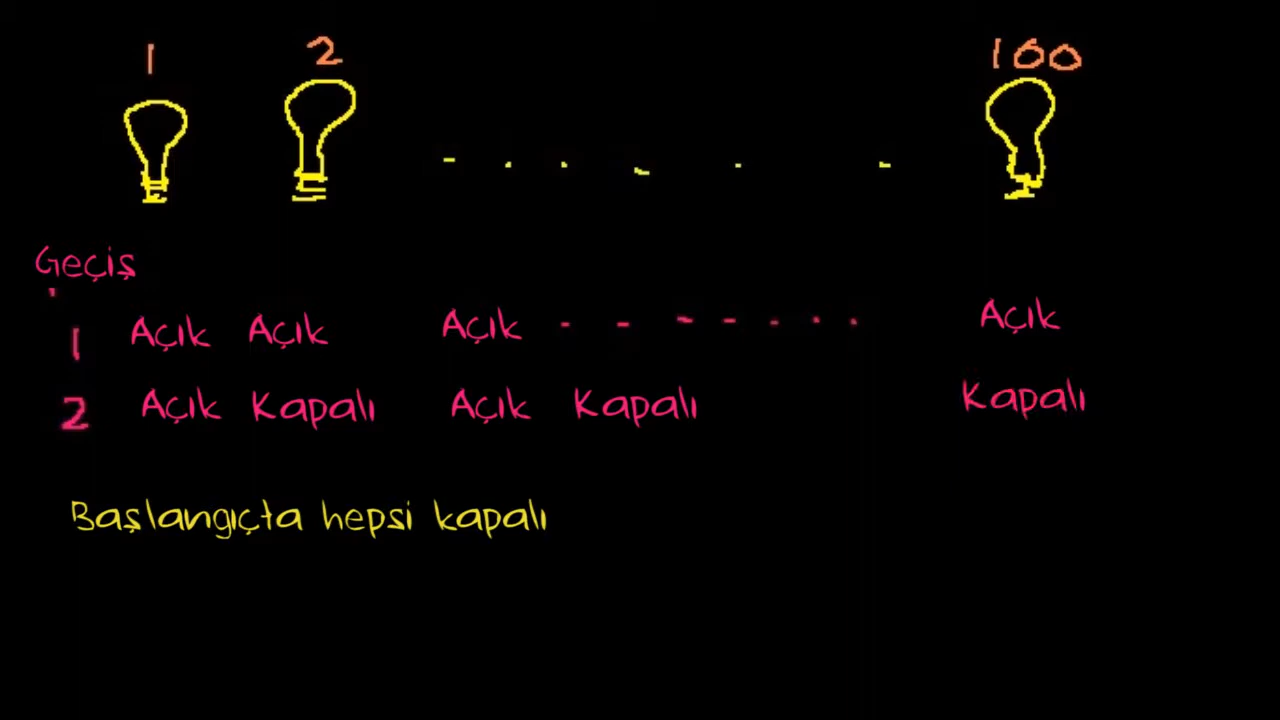 1 2 100
Geçiş
1 Açık Açık Açık - - - - - . . Açık
2 Açık Kapalı Açık Kapalı Kapalı
Başlangıçta hepsi kapalı